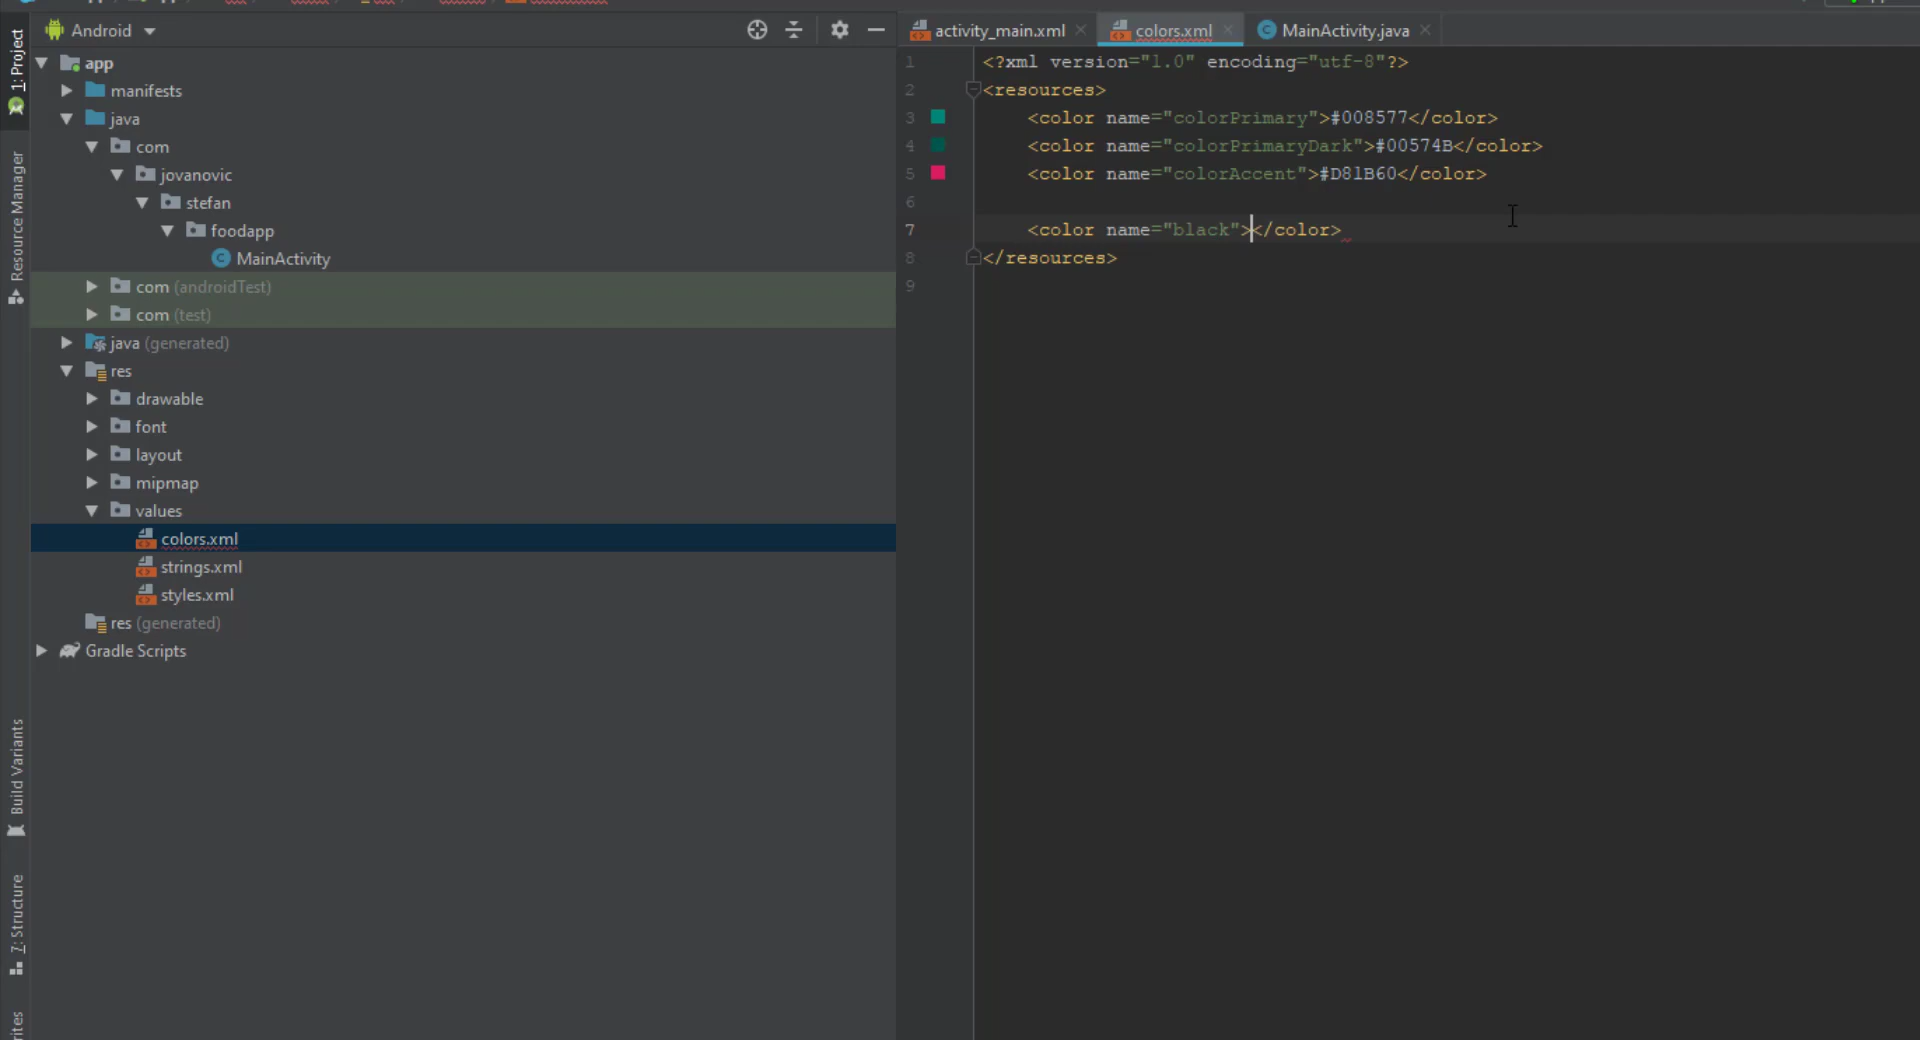 1: Project
Resource Manager
Build Variants
7: Structure
Android
app
manifests
java
com
jovanovic
stefan
foodapp
MainActivity
com (androidTest)
com (test)
java (generated)
res
drawable
font
layout
mipmap
values
colors.xml
strings.xml
styles.xml
res (generated)
Gradle Scripts
activity_main.xml
colors.xml
MainActivity.java
1 <?xml version="1.0" encoding="utf-8"?>
2 <resources>
3 <color name="colorPrimary">#008577</color>
4 <color name="colorPrimaryDark">#00574B</color>
5 <color name="colorAccent">#D81B60</color>
6
7 <color name="black"></color>
8 </resources>
9